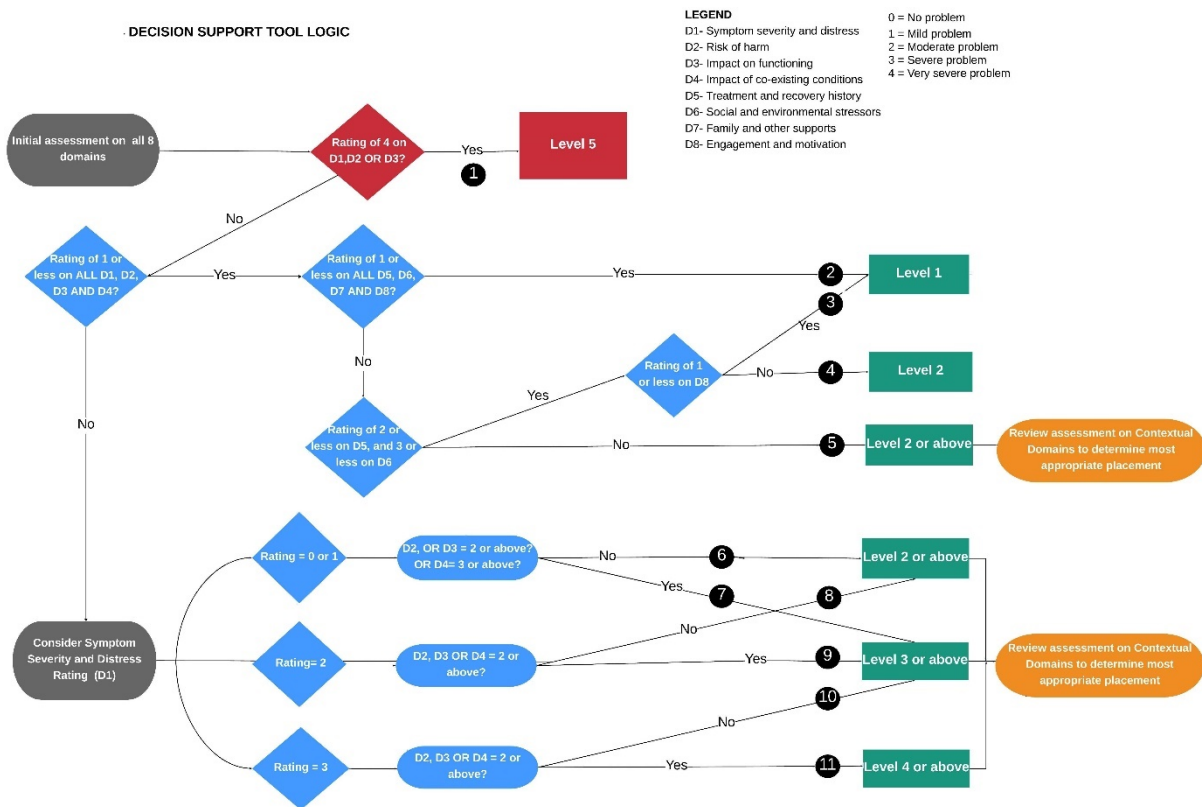 . DECISION SUPPORT TOOL LOGIC
LEGEND
D1- Symptom severity and distress
D2- Risk of harm
D3- Impact on functioning
D4- Impact of co-existing conditions
D5- Treatment and recovery history
D6- Social and environmental stressors
D7- Family and other supports
D8- Engagement and motivation
0 = No problem
1 = Mild problem
2 = Moderate problem
3 = Severe problem
4 = Very severe problem
Initial assessment on all 8
domains
Rating of 4 on
D1,D2 OR D3?
Yes
1
Level 5
No
Rating of 1 or
less on ALL D1, D2,
D3 AND D4?
Yes
Rating of 1 or
less on ALL D5, D6,
D7 AND D8?
Yes
2
Level 1
3
Yes
No
No
Rating of 2 or
less on D5, and 3 or
less on D6
Yes
Rating of 1
or less on D8
No
4
Level 2
No
5
Level 2 or above
Review assessment on Contextual
Domains to determine most
appropriate placement
Consider Symptom
Severity and Distress
Rating (D1)
Rating = 0 or 1
D2, OR D3 = 2 or above?
OR D4= 3 or above?
No
6
Level 2 or above
Yes
7
8
No
Rating= 2
D2, D3 OR D4 = 2 or
above?
Yes
9
Level 3 or above
Review assessment on Contextual
Domains to determine most
appropriate placement
10
No
Rating = 3
D2, D3 OR D4 = 2 or
above?
Yes
11
Level 4 or above